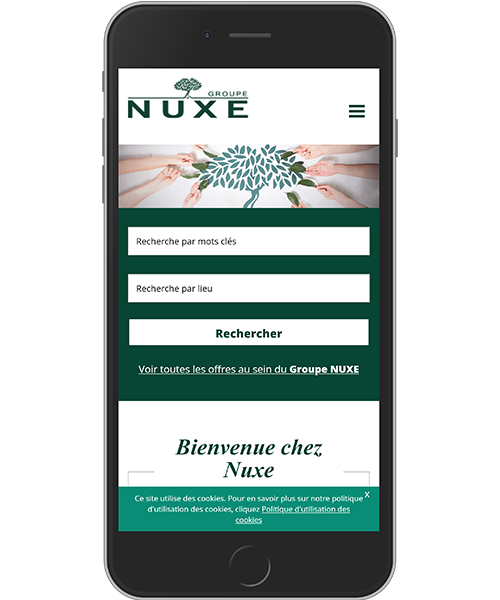 GROUPE
NUXE
Recherche par mots clés
Recherche par lieu
Rechercher
Voir toutes les offres au sein du Groupe NUXE
Bienvenue chez
Nuxe
Ce site utilise des cookies. Pour en savoir plus sur notre politique
d'utilisation des cookies, cliquez Politique d'utilisation des
cookies
X